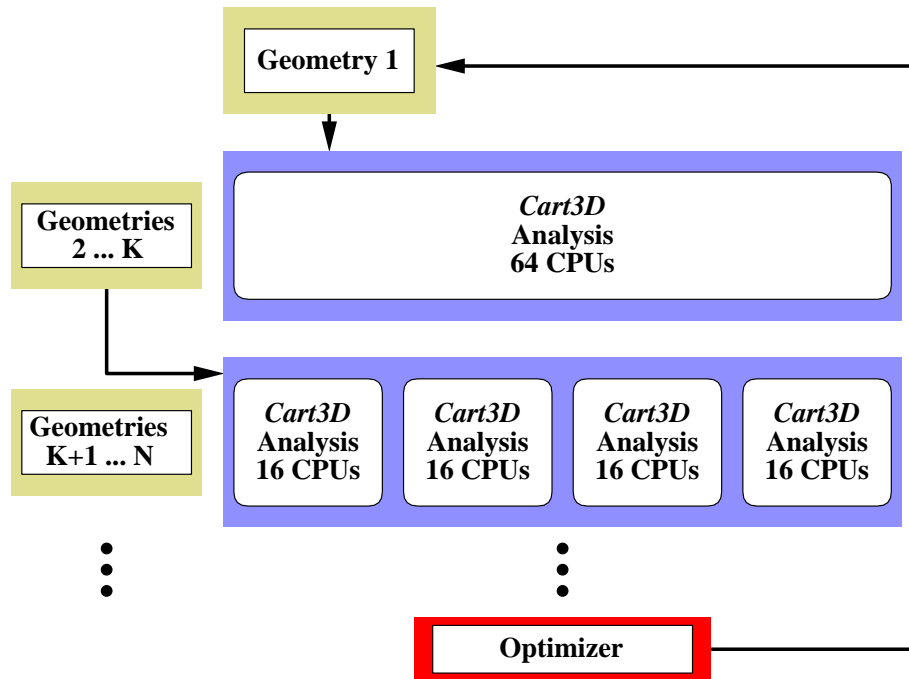 Geometry 1
Cart3D
Analysis
64 CPUs
Geometries
2 ... K
Geometries
K+1 ... N
Cart3D
Analysis
16 CPUs
Cart3D
Analysis
16 CPUs
Cart3D
Analysis
16 CPUs
Cart3D
Analysis
16 CPUs
Optimizer